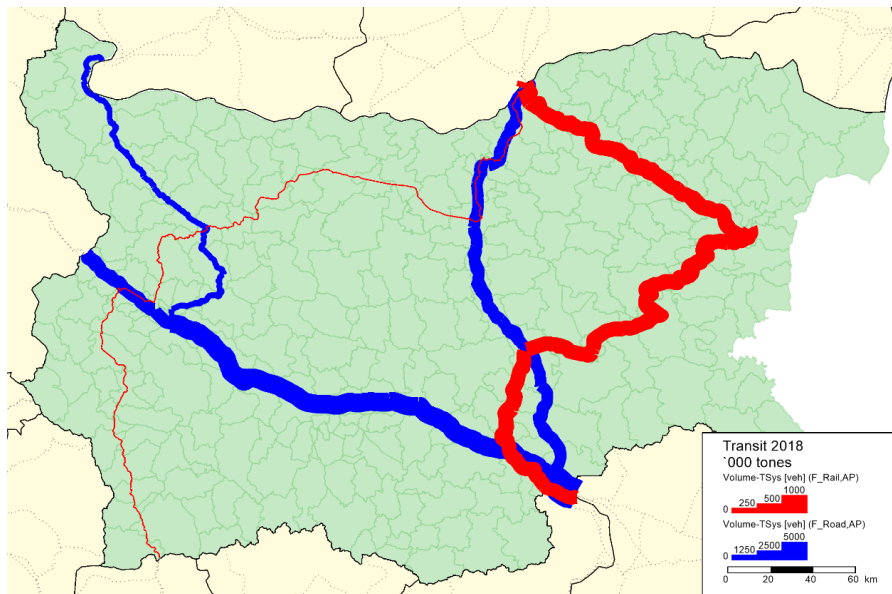 Transit 2018
`000 tones
Volume-TSys [veh] (F_Rail,AP)
0 250 500 1000
Volume-TSys [veh] (F_Road,AP)
0 1250 2500 5000
0 20 40 60 km